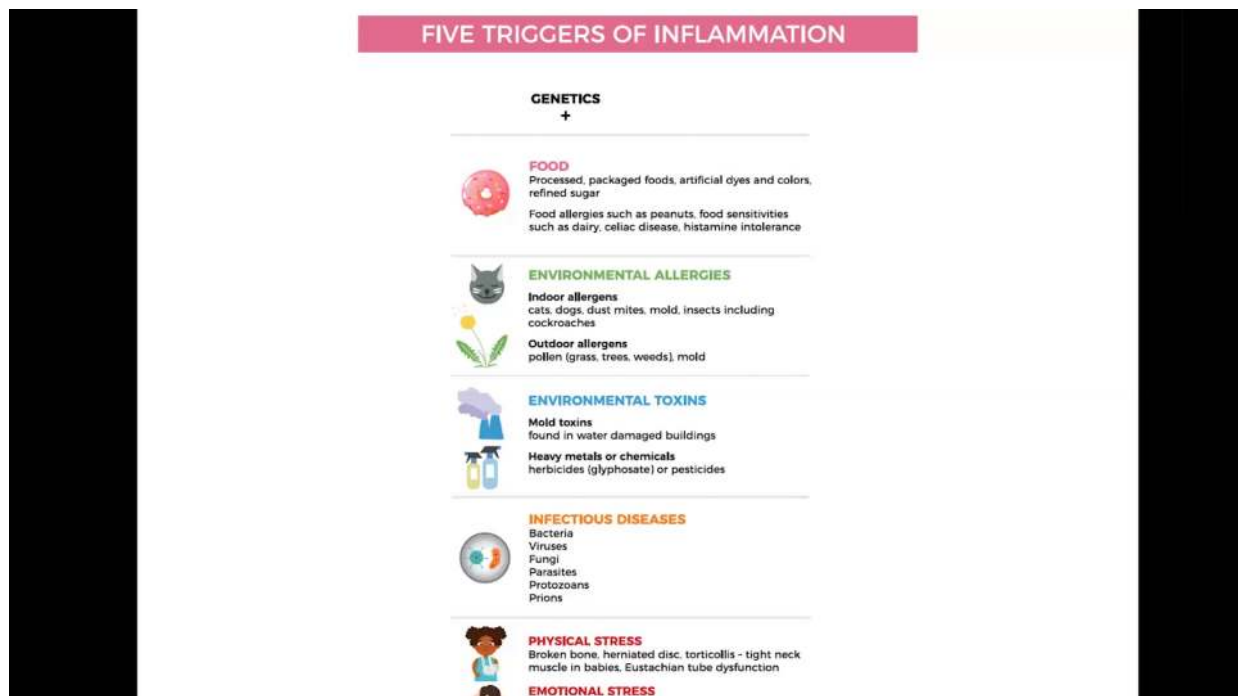 FIVE TRIGGERS OF INFLAMMATION
GENETICS
+
FOOD
Processed, packaged foods, artificial dyes and colors,
refined sugar
Food allergies such as peanuts, food sensitivities
such as dairy, celiac disease, histamine intolerance
ENVIRONMENTAL ALLERGIES
Indoor allergens
cats, dogs, dust mites, mold, insects including
cockroaches
Outdoor allergens
pollen (grass, trees, weeds), mold
ENVIRONMENTAL TOXINS
Mold toxins
found in water damaged buildings
Heavy metals or chemicals
herbicides (glyphosate) or pesticides
INFECTIOUS DISEASES
Bacteria
Viruses
Fungi
Parasites
Protozoans
Prions
PHYSICAL STRESS
Broken bone, herniated disc, torticollis - tight neck
muscle in babies, Eustachian tube dysfunction
EMOTIONAL STRESS